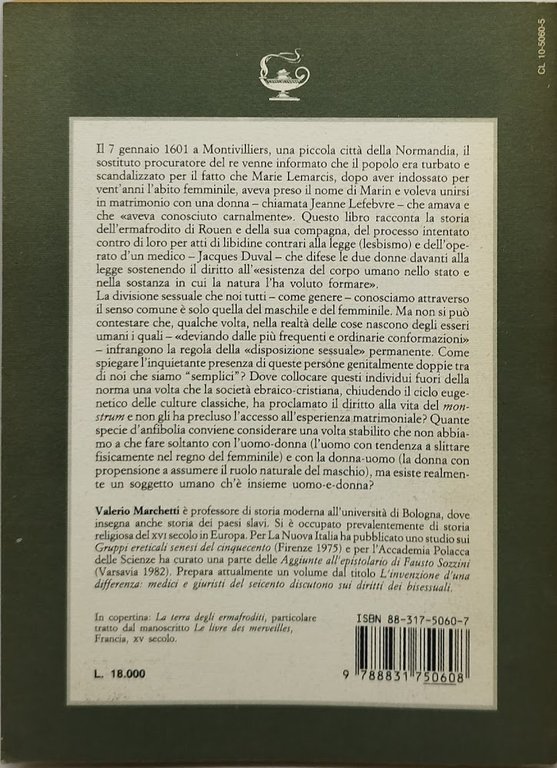 CL 10-5060-5
Il 7 gennaio 1601 a Montivilliers, una piccola città della Normandia, il
sostituto procuratore del re venne informato che il popolo era turbato e
scandalizzato per il fatto che Marie Lemarcis, dopo aver indossato per
vent'anni l'abito femminile, aveva preso il nome di Marin e voleva unirsi
in matrimonio con una donna – chiamata Jeanne Lefebvre – che amava e
che «aveva conosciuto carnalmente». Questo libro racconta la storia
dell'ermafrodito di Rouen e della sua compagna, del processo intentato
contro di loro per atti di libidine contrari alla legge (lesbismo) e dell'ope-
rato d'un medico – Jacques Duval – che difese le due donne davanti alla
legge sostenendo il diritto all'«esistenza del corpo umano nello stato e
nella sostanza in cui la natura l'ha voluto formare».
La divisione sessuale che noi tutti – come genere – conosciamo attraverso
il senso comune è solo quella del maschile e del femminile. Ma non si può
contestare che, qualche volta, nella realtà delle cose nascono degli esseri
umani i quali – «deviando dalle più frequenti e ordinarie conformazioni»
– infrangono la regola della «disposizione sessuale» permanente. Come
spiegare l'inquietante presenza di queste persone genitalmente doppie tra
di noi che siamo "semplici"? Dove collocare questi individui fuori della
norma una volta che la società ebraico-cristiana, chiudendo il ciclo euge-
netico delle culture classiche, ha proclamato il diritto alla vita del mon-
strum e non gli ha precluso l'accesso all'esperienza matrimoniale? Quante
specie d'anfibolia conviene considerare una volta stabilito che non abbia-
mo a che fare soltanto con l'uomo-donna (l'uomo con tendenza a slittare
fisicamente nel regno del femminile) e con la donna-uomo (la donna con
propensione a assumere il ruolo naturale del maschio), ma esiste realmen-
te un soggetto umano ch'è insieme uomo-e-donna?
Valerio Marchetti è professore di storia moderna all'università di Bologna, dove
insegna anche storia dei paesi slavi. Si è occupato prevalentemente di storia
religiosa del XVI secolo in Europa. Per La Nuova Italia ha pubblicato uno studio sui
Gruppi ereticali senesi del cinquecento (Firenze 1975) e per l'Accademia Polacca
delle Scienze ha curato una parte delle Aggiunte all'epistolario di Fausto Sozzini
(Varsavia 1982). Prepara attualmente un volume dal titolo L'invenzione d'una
differenza: medici e giuristi del seicento discutono sui diritti dei bisessuali.
In copertina: La terra degli ermafroditi, particolare
tratto dal manoscritto Le livre des merveilles,
Francia, XV secolo.
L. 18.000
ISBN 88-317-5060-7
9 788831 750608